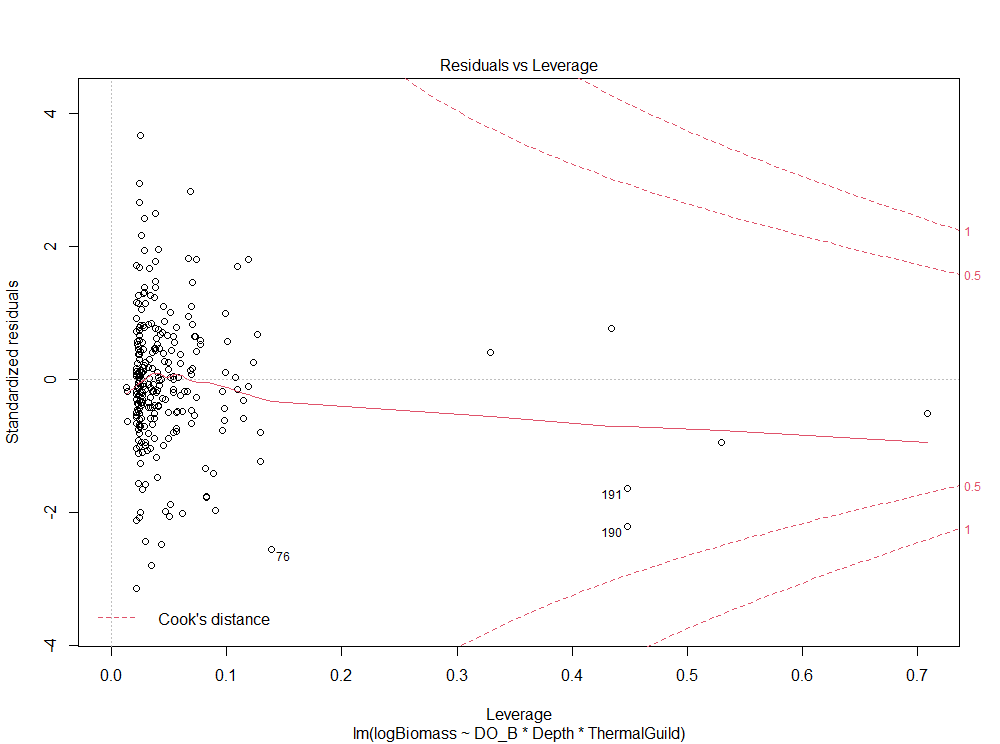 Residuals vs Leverage
Standardized residuals
4
2
0
-2
-4
1
0.5
0.5
1
191
190
76
Cook's distance
0.0 0.1 0.2 0.3 0.4 0.5 0.6 0.7
Leverage
lm(logBiomass ~ DO_B * Depth * ThermalGuild)